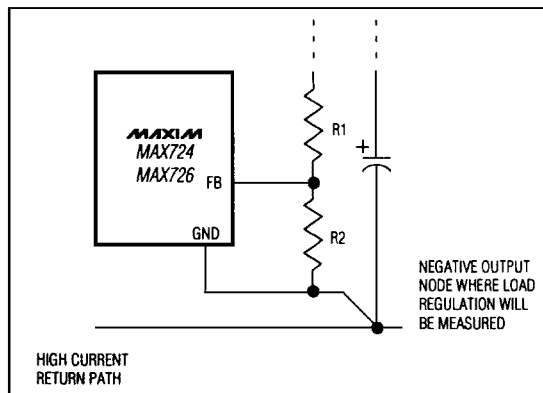 R1
MAXIM
MAX724
MAX726
FB
+
GND
R2
NEGATIVE OUTPUT
NODE WHERE LOAD
REGULATION WILL
BE MEASURED
HIGH CURRENT
RETURN PATH